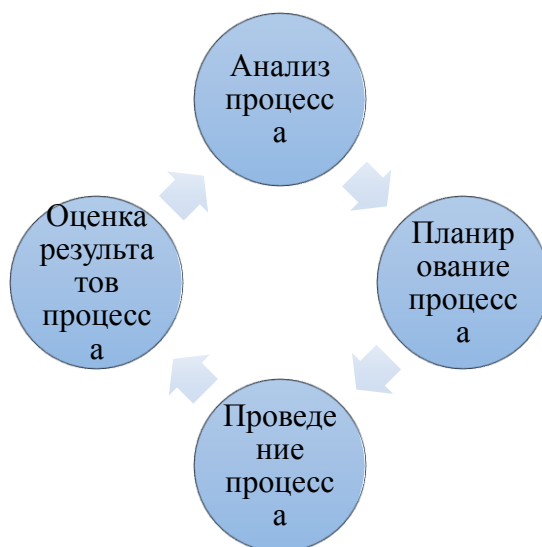 Анализ
процесс
а
Планир
ование
процесс
а
Проведе
ние
процесс
а
Оценка
результа
тов
процесс
а